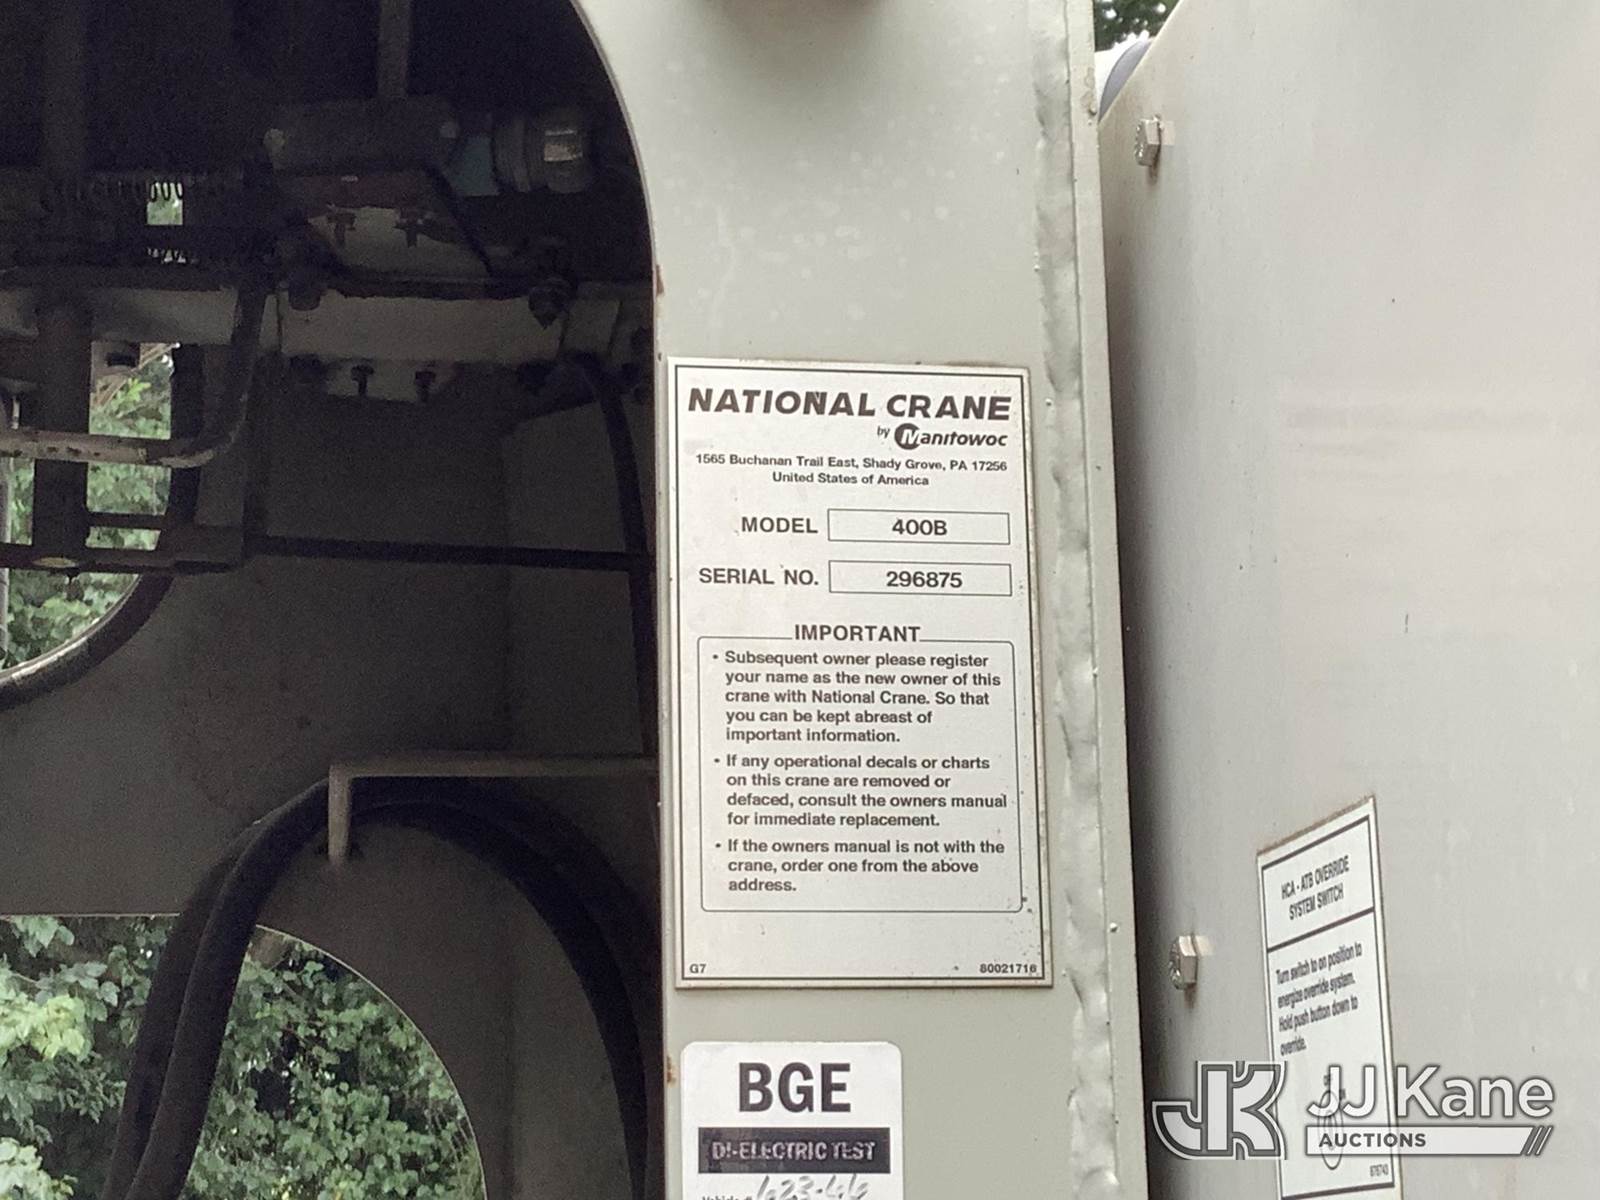 NATIONAL CRANE
by Manitowoc
1565 Buchanan Trail East, Shady Grove, PA 17256
United States of America
MODEL 400B
SERIAL NO. 296875
IMPORTANT
• Subsequent owner please register
your name as the new owner of this
crane with National Crane. So that
you can be kept abreast of
important information.
• If any operational decals or charts
on this crane are removed or
defaced, consult the owners manual
for immediate replacement.
• If the owners manual is not with the
crane, order one from the above
address.
G7 80021716
BGE
DI-ELECTRIC TEST
623-46
HCA - ATB OVERRIDE
SYSTEM SWITCH
Turn switch to on position to
energize override system.
Hold push button down to
override.
JK JJ Kane
AUCTIONS